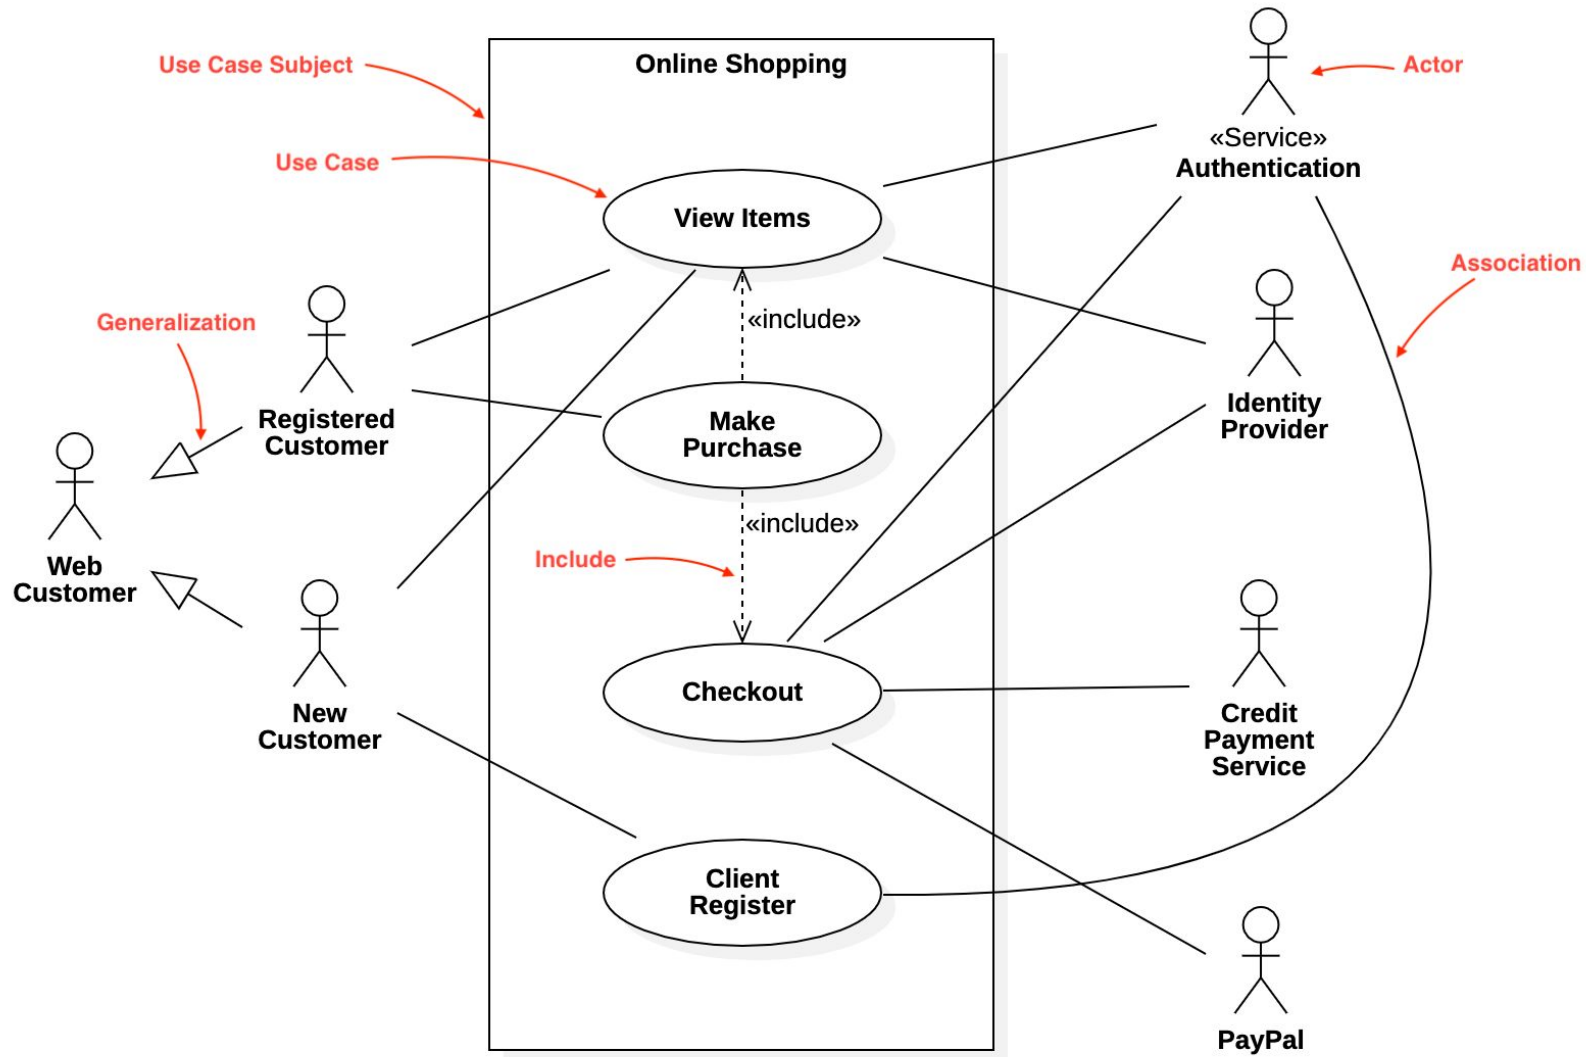 Online Shopping
Use Case Subject
Actor
«Service»
Authentication
Use Case
View Items
Association
Generalization
«include»
Registered
Customer
Make
Purchase
Identity
Provider
Web
Customer
«include»
Include
New
Customer
Checkout
Credit
Payment
Service
Client
Register
PayPal